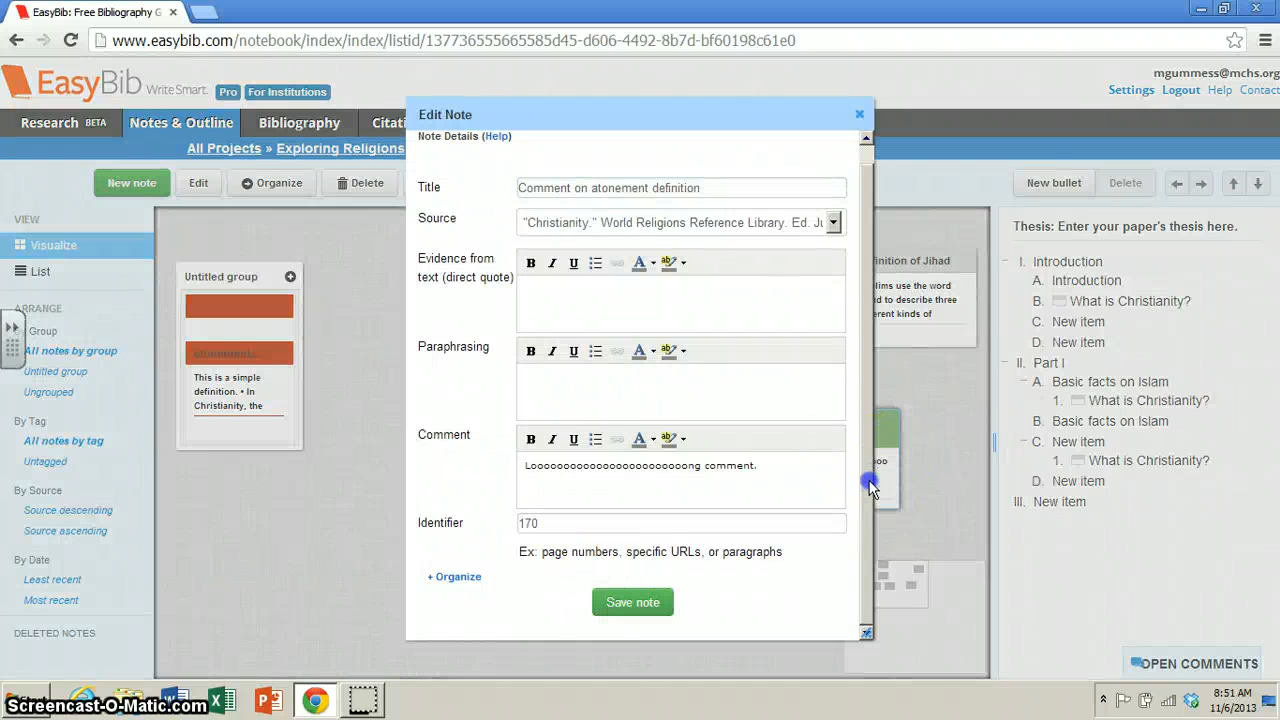 EasyBib: Free Bibliography G
www.easybib.com/notebook/index/index/listid/137736555665585d45-d606-4492-8b7d-bf60198c61e0
EasyBib Write Smart. Pro For Institutions
mgummess@mchs.org
Settings Logout Help Contact
Research BETA Notes & Outline Bibliography Citati
All Projects » Exploring Religions
New note Edit Organize Delete
New bullet Delete
Edit Note
Note Details (Help)
Title Comment on atonement definition
Source "Christianity." World Religions Reference Library. Ed. Ju
Evidence from
text (direct quote)
B I U A ab
Paraphrasing
B I U A ab
Comment
B I U A ab
Looooooooooooooooooooooooong comment.
Identifier 170
Ex: page numbers, specific URLs, or paragraphs
+ Organize
Save note
VIEW
Visualize
List
ARRANGE
Group
All notes by group
Untitled group
Ungrouped
By Tag
All notes by tag
Untagged
By Source
Source descending
Source ascending
By Date
Least recent
Most recent
DELETED NOTES
Untitled group
This is a simple
definition. • In
Christianity, the
inition of Jihad
lims use the word
d to describe three
erent kinds of
ooo
Thesis: Enter your paper's thesis here.
I. Introduction
A. Introduction
B. What is Christianity?
C. New item
D. New item
II. Part I
A. Basic facts on Islam
1. What is Christianity?
B. Basic facts on Islam
C. New item
1. What is Christianity?
D. New item
III. New item
OPEN COMMENTS
Screencast-O-Matic.com
8:51 AM
11/6/2013